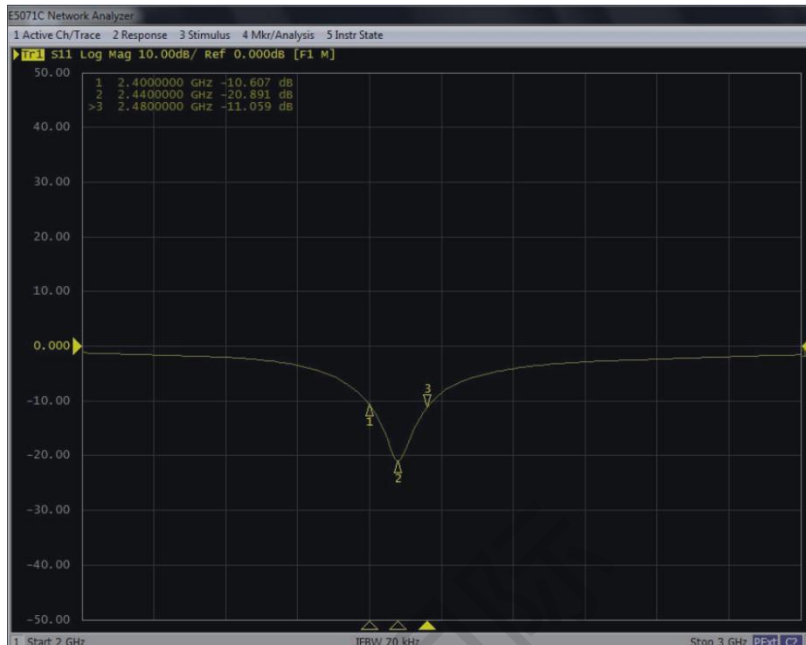 E5071C Network Analyzer
1 Active Ch/Trace 2 Response 3 Stimulus 4 Mkr/Analysis 5 Instr State
Tr1 S11 Log Mag 10.00dB/ Ref 0.000dB [F1 M]
50.00
1 2.4000000 GHz -10.607 dB
2 2.4400000 GHz -20.891 dB
>3 2.4800000 GHz -11.059 dB
40.00
30.00
20.00
10.00
0.000
3
-10.00
1
-20.00
2
-30.00
-40.00
-50.00
1 Start 2 GHz IFBW 70 kHz Stop 3 GHz PExt C?